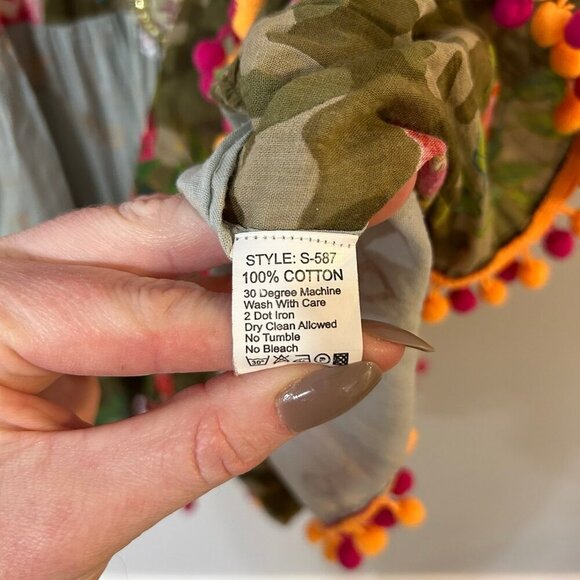 STYLE: S-587
100% COTTON
30 Degree Machine
Wash With Care
2 Dot Iron
Dry Clean Allowed
No Tumble
No Bleach
30°